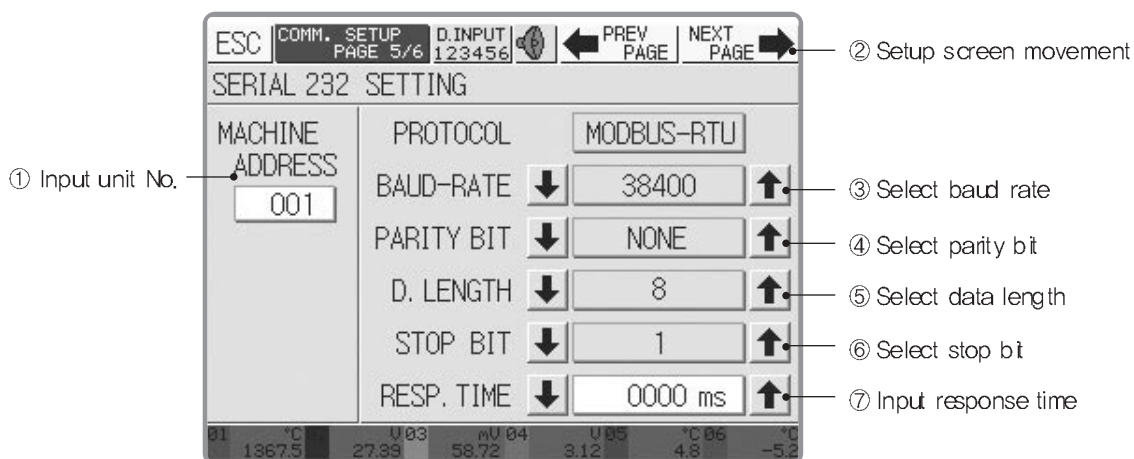 ESC COMM. SETUP PAGE 5/6 D.INPUT 123456 PREV PAGE NEXT PAGE
② Setup screen movement
SERIAL 232 SETTING
MACHINE ADDRESS
001
① Input unit No.
PROTOCOL MODBUS-RTU
BAUD-RATE 38400
③ Select baud rate
PARITY BIT NONE
④ Select parity bit
D. LENGTH 8
⑤ Select data length
STOP BIT 1
⑥ Select stop bit
RESP. TIME 0000 ms
⑦ Input response time
01 °C V 03 mV 04 V 05 °C 06 °C
1367.5 27.39 58.72 3.12 4.8 -5.2